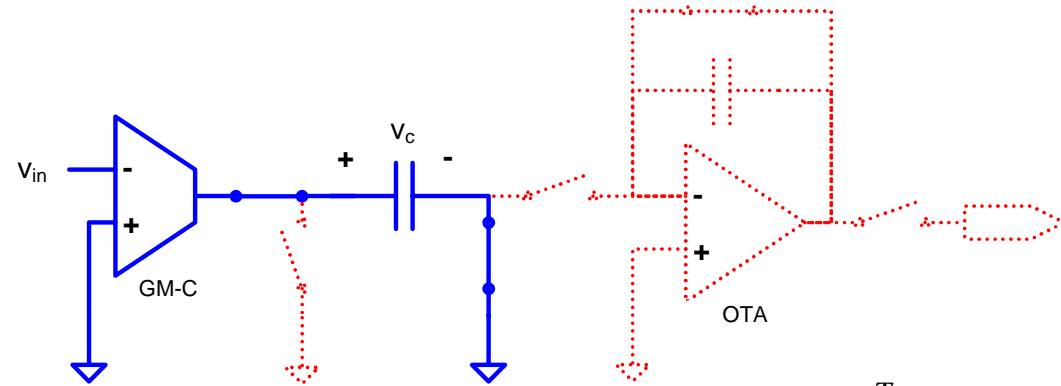 vc
+ -
vin
-
+
GM-C
-
+
OTA
T